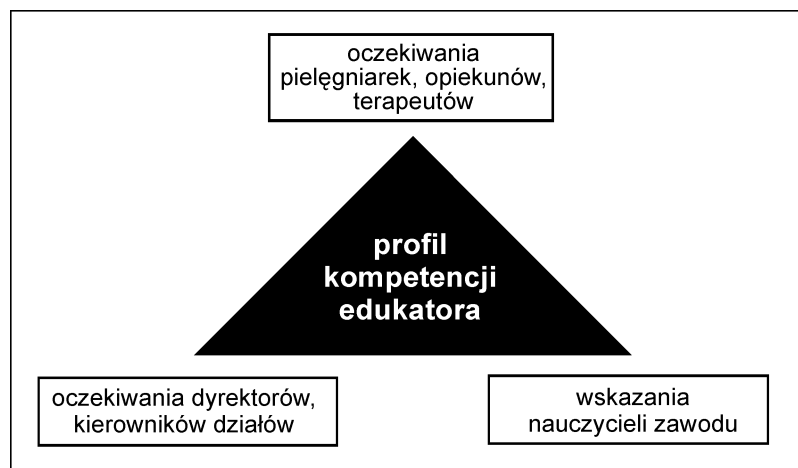 oczekiwania
pielęgniarek, opiekunów,
terapeutów
profil
kompetencji
edukatora
oczekiwania dyrektorów,
kierowników działów
wskazania
nauczycieli zawodu